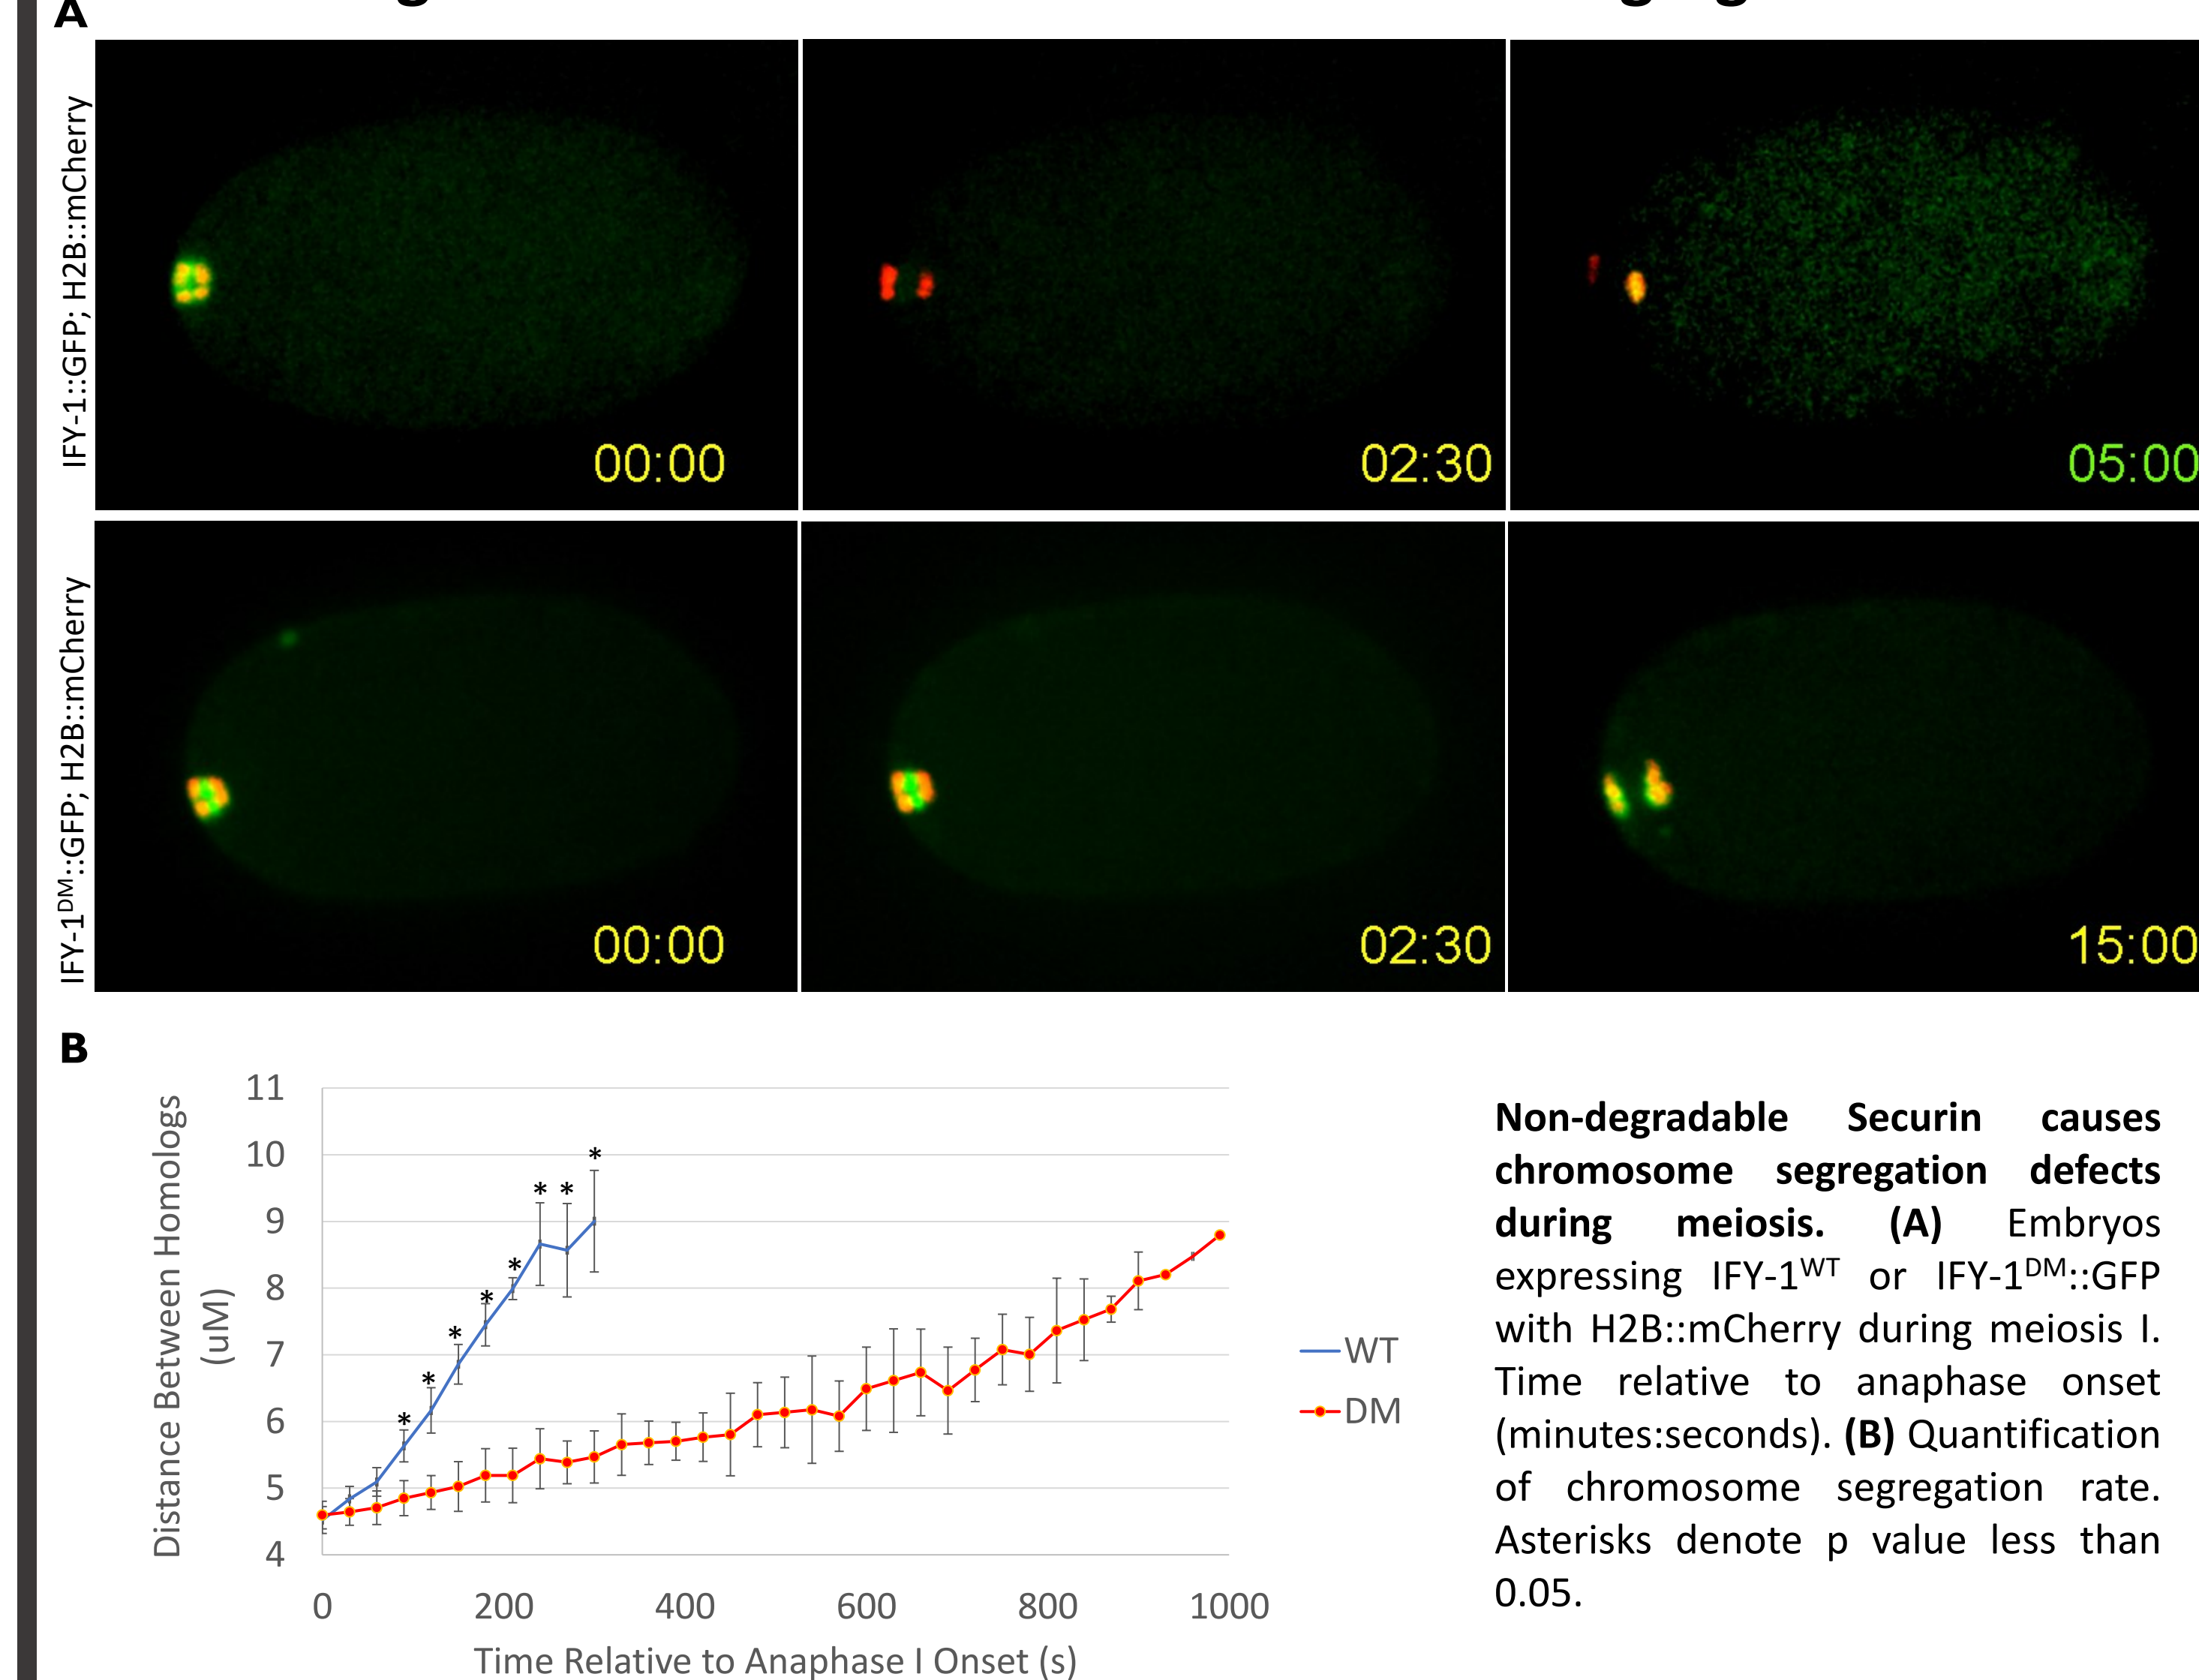 A
IFY-1::GFP; H2B::mCherry
00:00
02:30
05:00
IFY-1ᴰᴹ::GFP; H2B::mCherry
00:00
02:30
15:00
B
Distance Between Homologs
(uM)
11
10
9
8
7
6
5
4
* * * * * * * *
0 200 400 600 800 1000
Time Relative to Anaphase I Onset (s)
WT
DM
Non-degradable Securin causes
chromosome segregation defects
during meiosis. (A) Embryos
expressing IFY-1ᵂᵀ or IFY-1ᴰᴹ::GFP
with H2B::mCherry during meiosis I.
Time relative to anaphase onset
(minutes:seconds). (B) Quantification
of chromosome segregation rate.
Asterisks denote p value less than
0.05.